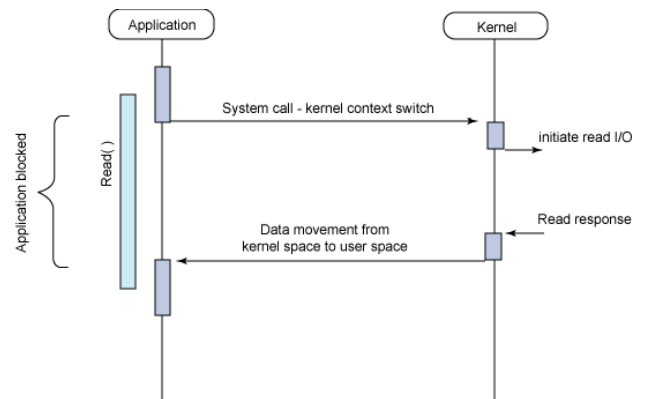 Application
Kernel
System call - kernel context switch
initiate read I/O
Application blocked
Read( )
Read response
Data movement from
kernel space to user space